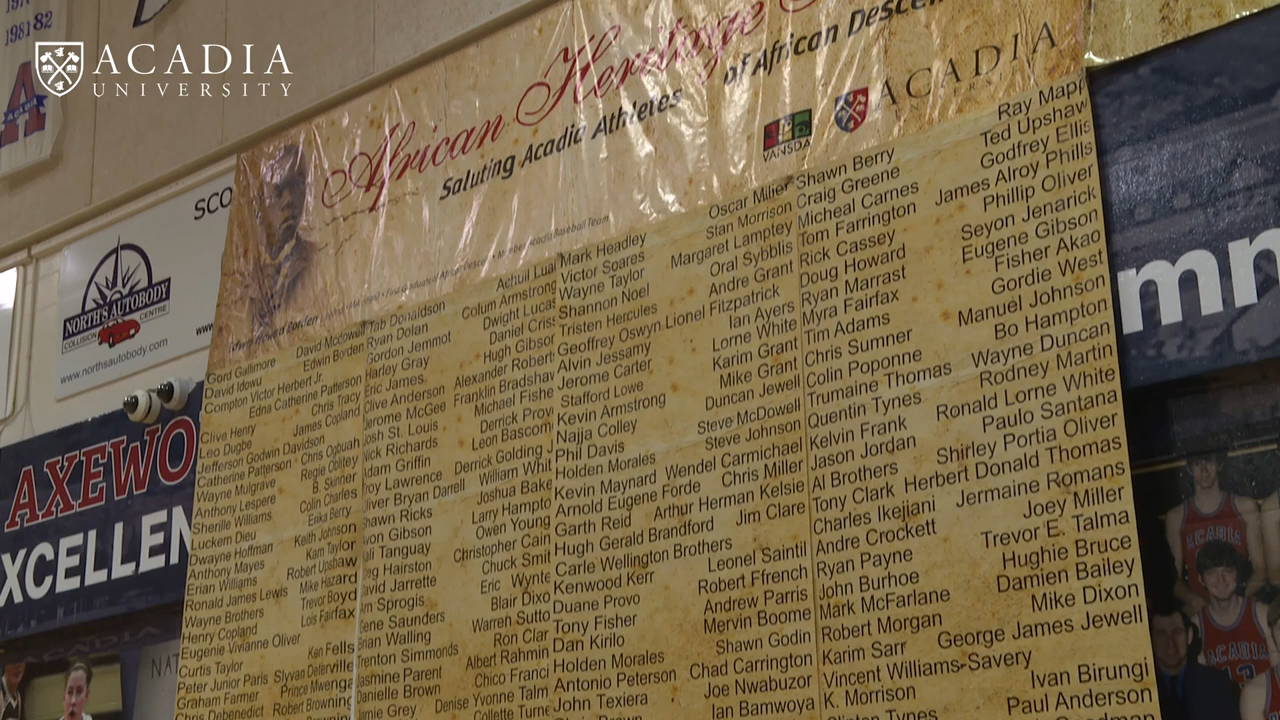 1981 82
ACADIA
UNIVERSITY
African Heritage
Saluting Acadia Athletes of African Descent
VANSDA
ACADIA
SCO
NORTH'S AUTOBODY
COLLISION CENTRE
www.northsautobody.com
AXEWO
XCELLEN
mn
Gord Gallimore
David Idowu
Compton Victor Herbert Jr.
Edna Catherine Patterson
Clive Henry
Leo Dugbe
Jefferson Godwin Davidson
Catherine Patterson
Wayne Mulgrave
Anthony Lespere
Sherille Williams
Luckem Dieu
Dwayne Hoffman
Anthony Mayes
Erian Williams
Ronald James Lewis
Wayne Brothers
Henry Copland
Eugenie Vivianne Oliver
Curtis Taylor
Peter Junior Paris
Graham Farmer
Chris Debenedict
David Mcdowell
Edwin Borden
Chris Tracy
James Copland
Chris Ogbuah
Regie Oblitey
B. Skinner
Colin Charles
Erika Berry
Keith Johnson
Kam Taylor
Robert Upshaw
Mike Hazard
Trevor Boyd
Lois Fairfax
Ken Fells
Slyvan Deterville
Prince Mwenga
Robert Browning
Tab Donaldson
Ryan Dolan
Gordon Jemmot
Harley Gray
Eric James
Clive Anderson
Jerome McGee
Josh St. Louis
Nick Richards
Adam Griffin
Troy Lawrence
Oliver Bryan Darrell
Shawn Ricks
von Gibson
Tanguay
Hairston
David Jarrette
Sprogis
Gene Saunders
Brian Walling
Trenton Simmonds
Jasmine Parent
Danielle Brown
Jamie Grey
Achuil Lual
Colum Armstrong
Dwight Lucas
Daniel Criss
Hugh Gibson
Alexander Roberts
Franklin Bradshaw
Michael Fishe
Derrick Provo
Leon Bascom
Derrick Golding
William Whit
Joshua Bake
Larry Hampto
Owen Young
Christopher Cain
Chuck Smit
Eric Wynte
Blair Dixo
Warren Sutto
Ron Clar
Albert Rahmin
Chico Franci
Denise Yvonne Talm
Collette Turne
Mark Headley
Victor Soares
Wayne Taylor
Shannon Noel
Tristen Hercules
Geoffrey Oswyn
Alvin Jessamy
Jerome Carter
Stafford Lowe
Kevin Armstrong
Najja Colley
Phil Davis
Holden Morales
Kevin Maynard
Arnold Eugene Forde
Garth Reid
Hugh Gerald Brandford
Carle Wellington Brothers
Kenwood Kerr
Duane Provo
Tony Fisher
Dan Kirilo
Holden Morales
Antonio Peterson
John Texiera
Oscar Milier
Stan Morrison
Margaret Lamptey
Oral Sybblis
Andre Grant
Lionel Fitzpatrick
Ian Ayers
Lorne White
Karim Grant
Mike Grant
Duncan Jewell
Steve McDowell
Steve Johnson
Wendel Carmichael
Chris Miller
Arthur Herman Kelsie
Jim Clare
Leonel Saintil
Robert Ffrench
Andrew Parris
Mervin Boome
Shawn Godin
Chad Carrington
Joe Nwabuzor
Ian Bamwoya
Shawn Berry
Craig Greene
Micheal Carnes
Tom Farrington
Rick Cassey
Doug Howard
Ryan Marrast
Myra Fairfax
Tim Adams
Chris Sumner
Colin Poponne
Trumaine Thomas
Quentin Tynes
Kelvin Frank
Jason Jordan
Al Brothers
Tony Clark
Charles Ikejiani
Andre Crockett
Ryan Payne
John Burhoe
Mark McFarlane
Robert Morgan
Karim Sarr
Vincent Williams-Savery
K. Morrison
Clinton Tynes
Ray Mapp
Ted Upshaw
Godfrey Ellis
James Alroy Phills
Phillip Oliver
Seyon Jenarick
Eugene Gibson
Fisher Akao
Gordie West
Manuel Johnson
Bo Hampton
Wayne Duncan
Rodney Martin
Ronald Lorne White
Paulo Santana
Shirley Portia Oliver
Herbert Donald Thomas
Jermaine Romans
Joey Miller
Trevor E. Talma
Hughie Bruce
Damien Bailey
Mike Dixon
George James Jewell
Ivan Birungi
Paul Anderson
ACADIA
ACADIA